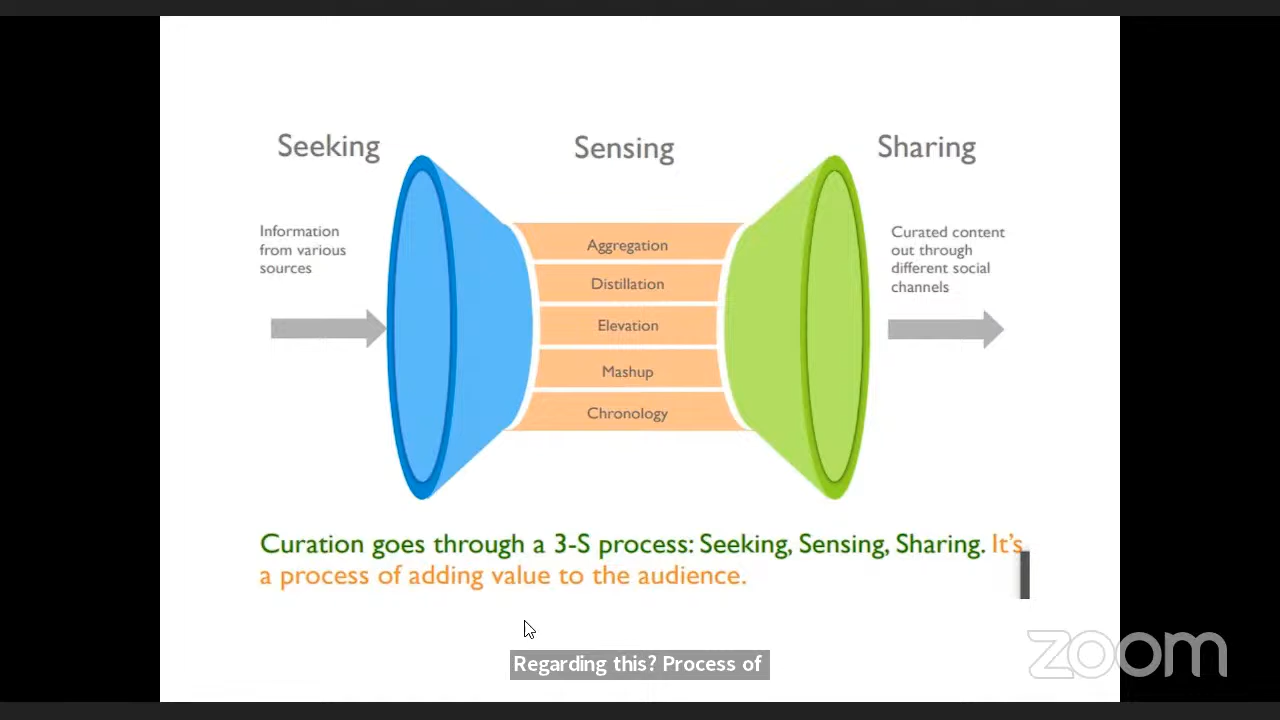 Seeking
Sensing
Sharing
Information
from various
sources
Aggregation
Distillation
Elevation
Mashup
Chronology
Curated content
out through
different social
channels
Curation goes through a 3-S process: Seeking, Sensing, Sharing. It's
a process of adding value to the audience.
Regarding this? Process of
zoom